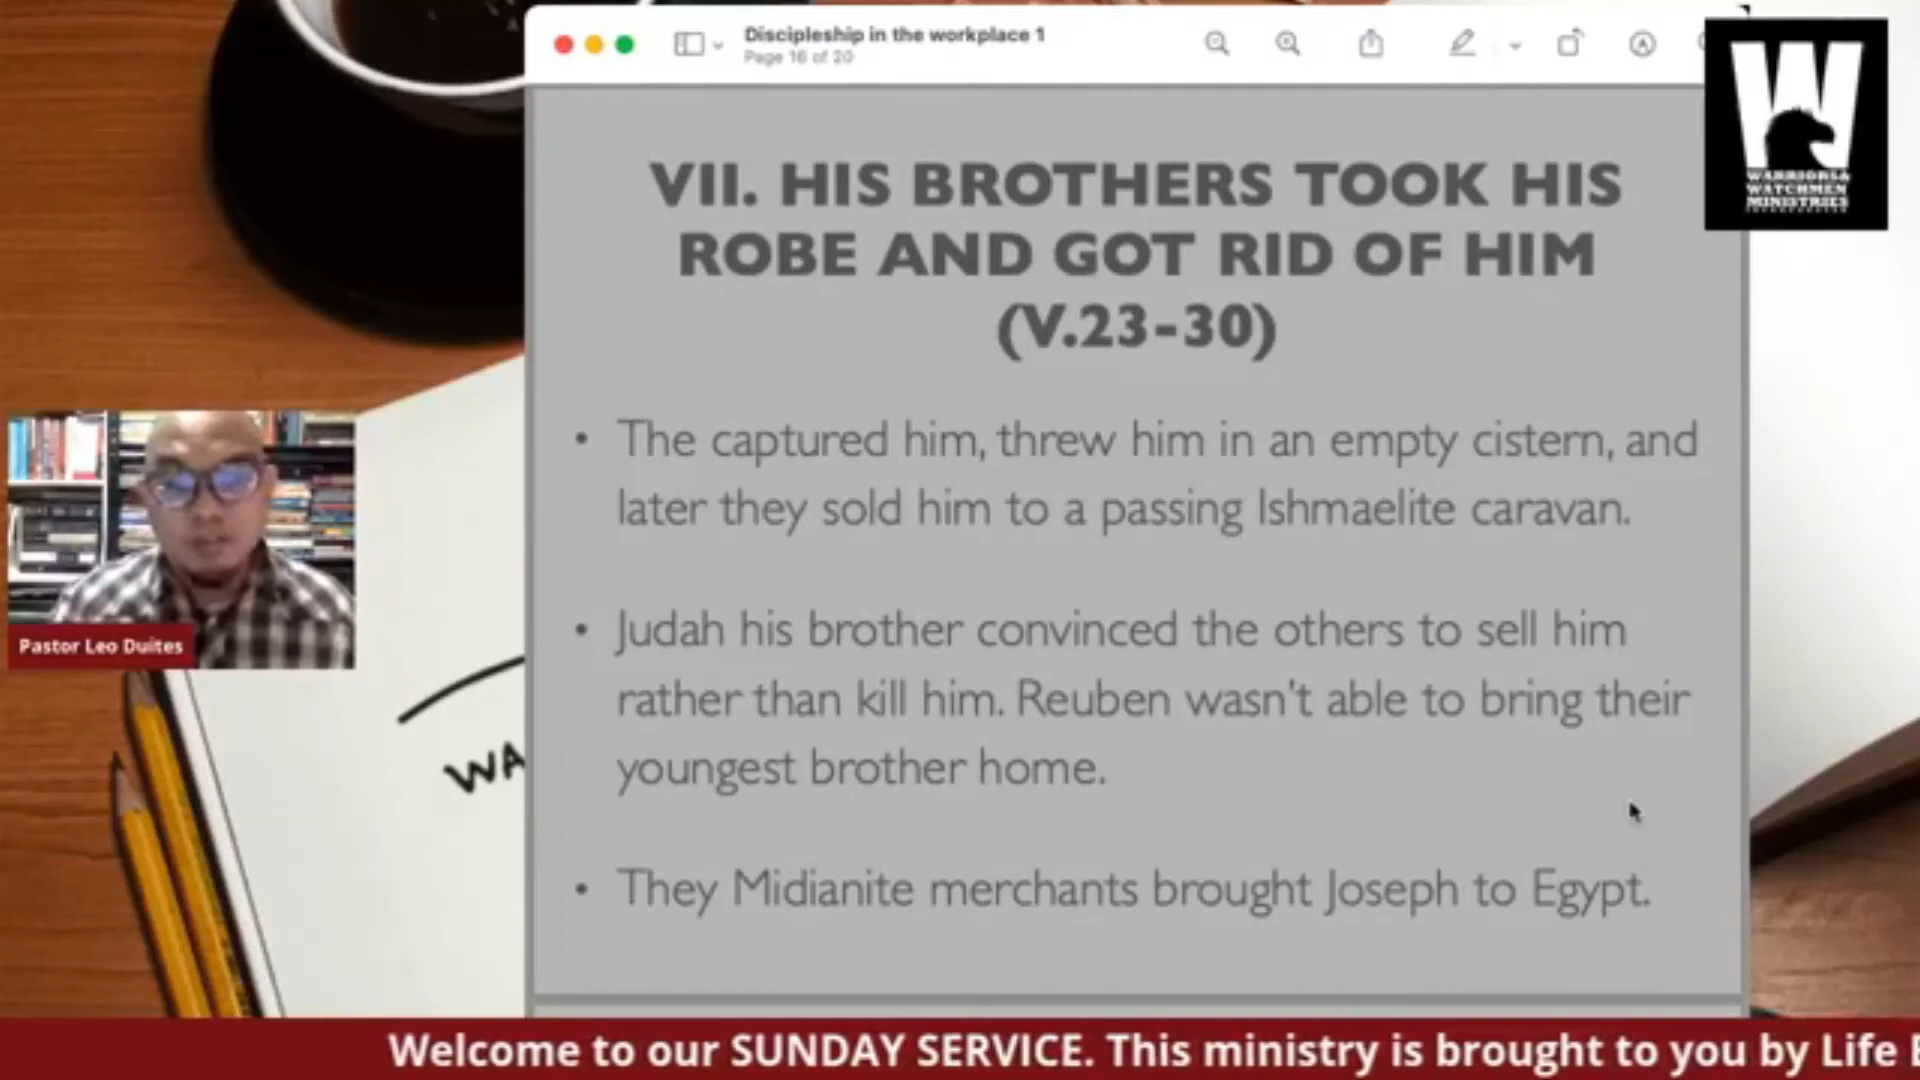 Discipleship in the workplace 1
Page 16 of 20
W
WARRIORS&
WATCHMEN
MINISTRIES
VII. HIS BROTHERS TOOK HIS
ROBE AND GOT RID OF HIM
(V.23-30)
• The captured him, threw him in an empty cistern, and
later they sold him to a passing Ishmaelite caravan.
• Judah his brother convinced the others to sell him
rather than kill him. Reuben wasn't able to bring their
youngest brother home.
• They Midianite merchants brought Joseph to Egypt.
Pastor Leo Duites
WA
Welcome to our SUNDAY SERVICE. This ministry is brought to you by Life